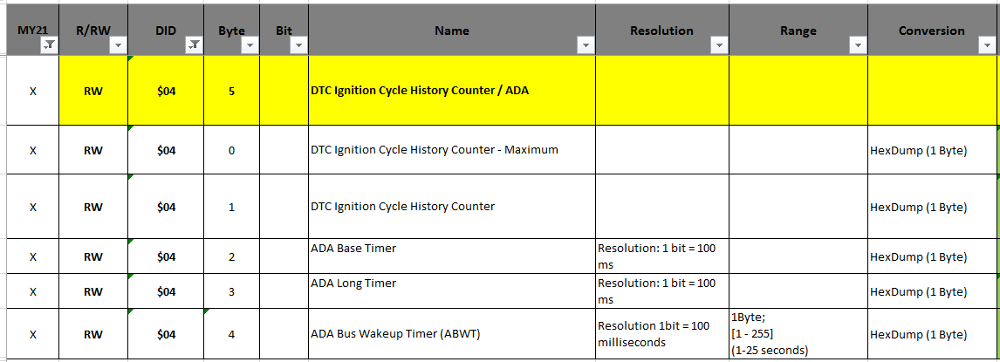 MY21 R/RW DID Byte Bit Name Resolution Range Conversion
X RW $04 5 DTC Ignition Cycle History Counter / ADA
X RW $04 0 DTC Ignition Cycle History Counter - Maximum HexDump (1 Byte)
X RW $04 1 DTC Ignition Cycle History Counter HexDump (1 Byte)
X RW $04 2 ADA Base Timer Resolution: 1 bit = 100
ms HexDump (1 Byte)
X RW $04 3 ADA Long Timer Resolution: 1 bit = 100
ms HexDump (1 Byte)
X RW $04 4 ADA Bus Wakeup Timer (ABWT) Resolution 1bit = 100
milliseconds 1Byte;
[1 - 255]
(1-25 seconds) HexDump (1 Byte)